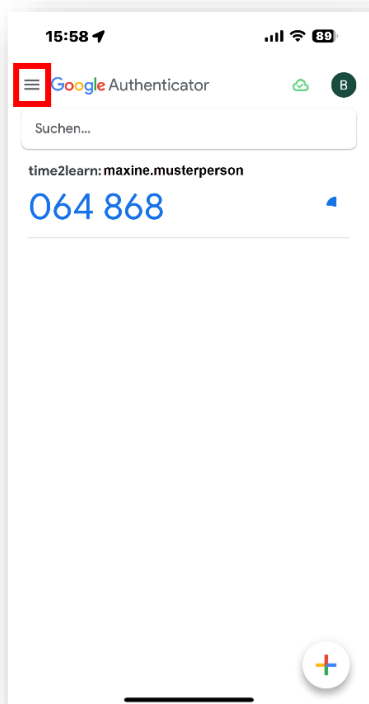 15:58
89
Google Authenticator
B
Suchen...
time2learn: maxine.musterperson
064 868